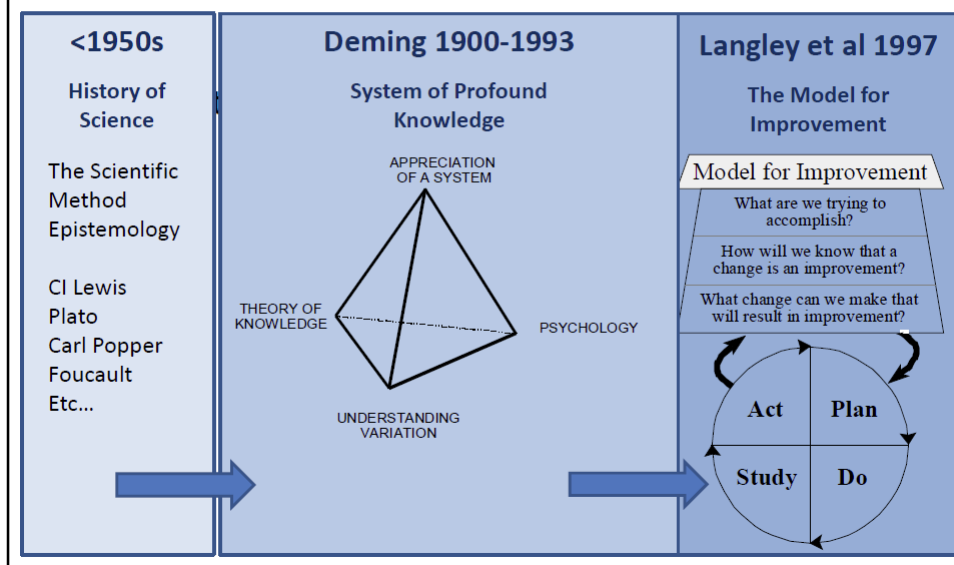 <1950s
History of
Science
The Scientific
Method
Epistemology
CI Lewis
Plato
Carl Popper
Foucault
Etc...
Deming 1900-1993
System of Profound
Knowledge
APPRECIATION
OF A SYSTEM
THEORY OF
KNOWLEDGE
PSYCHOLOGY
UNDERSTANDING
VARIATION
Langley et al 1997
The Model for
Improvement
Model for Improvement
What are we trying to
accomplish?
How will we know that
a change is an improvement?
What change can we make that
will result in improvement?
Act
Plan
Study
Do